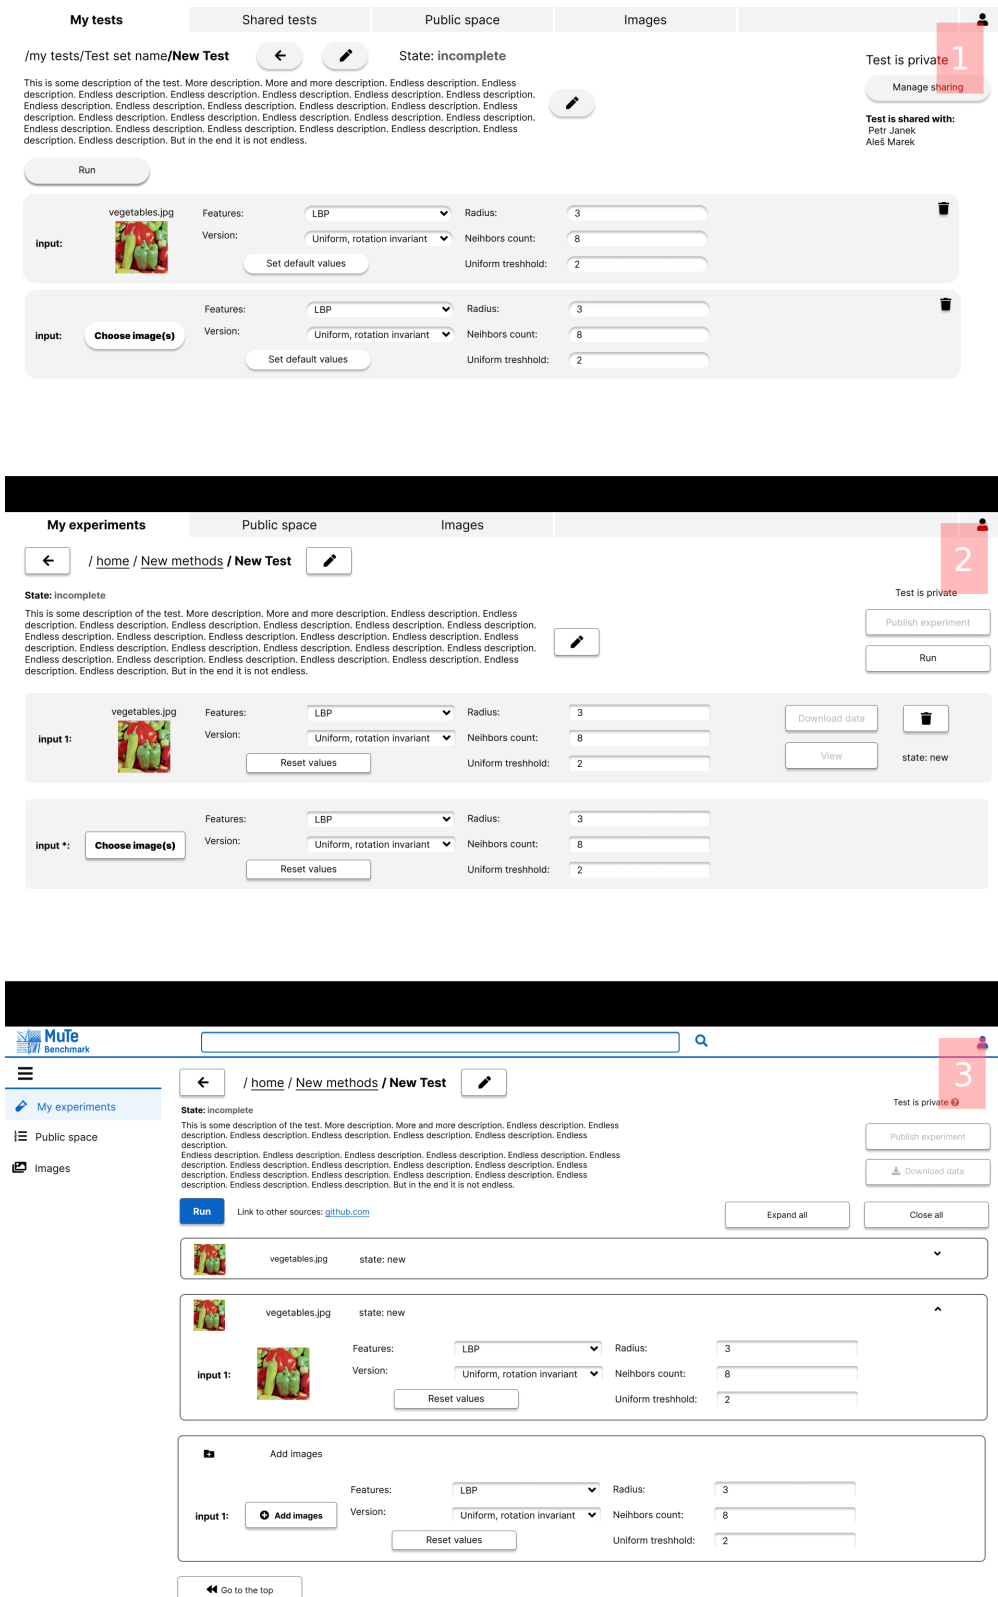 My tests Shared tests Public space Images
/my tests/Test set name/New Test State: incomplete
1
Test is private
Manage sharing
Test is shared with:
Petr Janek
Aleš Marek
This is some description of the test. More description. More and more description. Endless description. Endless
description. Endless description. Endless description. Endless description. Endless description. Endless description.
Endless description. Endless description. Endless description. Endless description. Endless description. Endless
description. Endless description. Endless description. Endless description. Endless description. Endless description.
Endless description. Endless description. Endless description. Endless description. Endless description. Endless
description. Endless description. But in the end it is not endless.
Run
vegetables.jpg
input:
Features: LBP Radius: 3
Version: Uniform, rotation invariant Neihbors count: 8
Set default values Uniform treshhold: 2
input: Choose image(s)
Features: LBP Radius: 3
Version: Uniform, rotation invariant Neihbors count: 8
Set default values Uniform treshhold: 2
My experiments Public space Images
2
/ home / New methods / New Test
State: incomplete
Test is private
Publish experiment
Run
This is some description of the test. More description. More and more description. Endless description. Endless
description. Endless description. Endless description. Endless description. Endless description. Endless description.
Endless description. Endless description. Endless description. Endless description. Endless description. Endless
description. Endless description. Endless description. Endless description. Endless description. Endless description.
Endless description. Endless description. Endless description. Endless description. Endless description. Endless
description. Endless description. But in the end it is not endless.
vegetables.jpg
input 1:
Features: LBP Radius: 3
Version: Uniform, rotation invariant Neihbors count: 8
Reset values Uniform treshhold: 2
Download data
View state: new
input *: Choose image(s)
Features: LBP Radius: 3
Version: Uniform, rotation invariant Neihbors count: 8
Reset values Uniform treshhold: 2
MuTe
Benchmark
3
My experiments
Public space
Images
/ home / New methods / New Test
State: incomplete
Test is private
Publish experiment
Download data
This is some description of the test. More description. More and more description. Endless description. Endless
description. Endless description. Endless description. Endless description. Endless description. Endless
description.
Endless description. Endless description. Endless description. Endless description. Endless description. Endless
description. Endless description. Endless description. Endless description. Endless description. Endless
description. Endless description. Endless description. Endless description. Endless description. Endless
description. Endless description. Endless description. But in the end it is not endless.
Run Link to other sources: github.com Expand all Close all
vegetables.jpg state: new
vegetables.jpg state: new
input 1:
Features: LBP Radius: 3
Version: Uniform, rotation invariant Neihbors count: 8
Reset values Uniform treshhold: 2
Add images
input 1: Add images
Features: LBP Radius: 3
Version: Uniform, rotation invariant Neihbors count: 8
Reset values Uniform treshhold: 2
Go to the top